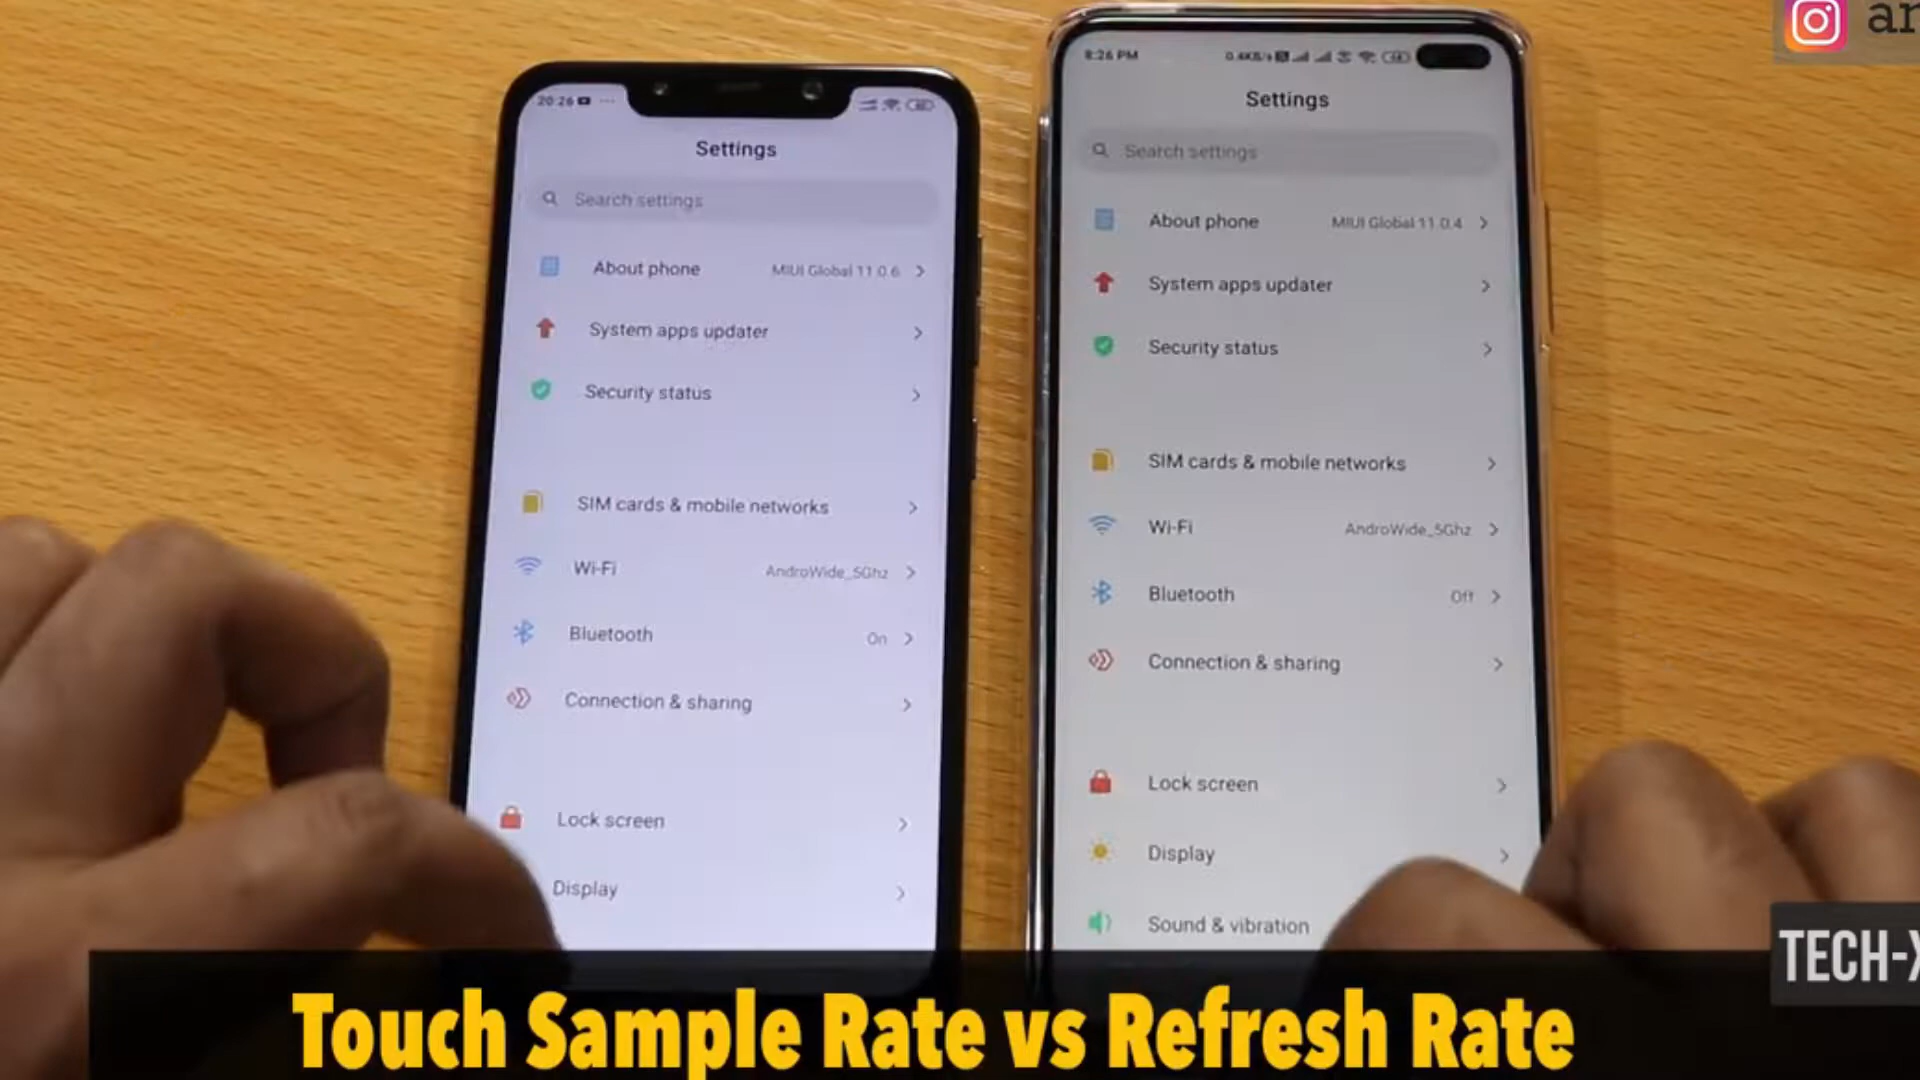 an
20:26
Settings
Search settings
About phone MIUI Global 11.0.6
System apps updater
Security status
SIM cards & mobile networks
Wi-Fi AndroWide_5Ghz
Bluetooth On
Connection & sharing
Lock screen
Display
8:26 PM 0.4KB/s
Settings
Search settings
About phone MIUI Global 11.0.4
System apps updater
Security status
SIM cards & mobile networks
Wi-Fi AndroWide_5Ghz
Bluetooth Off
Connection & sharing
Lock screen
Display
Sound & vibration
TECH-X
Touch Sample Rate vs Refresh Rate